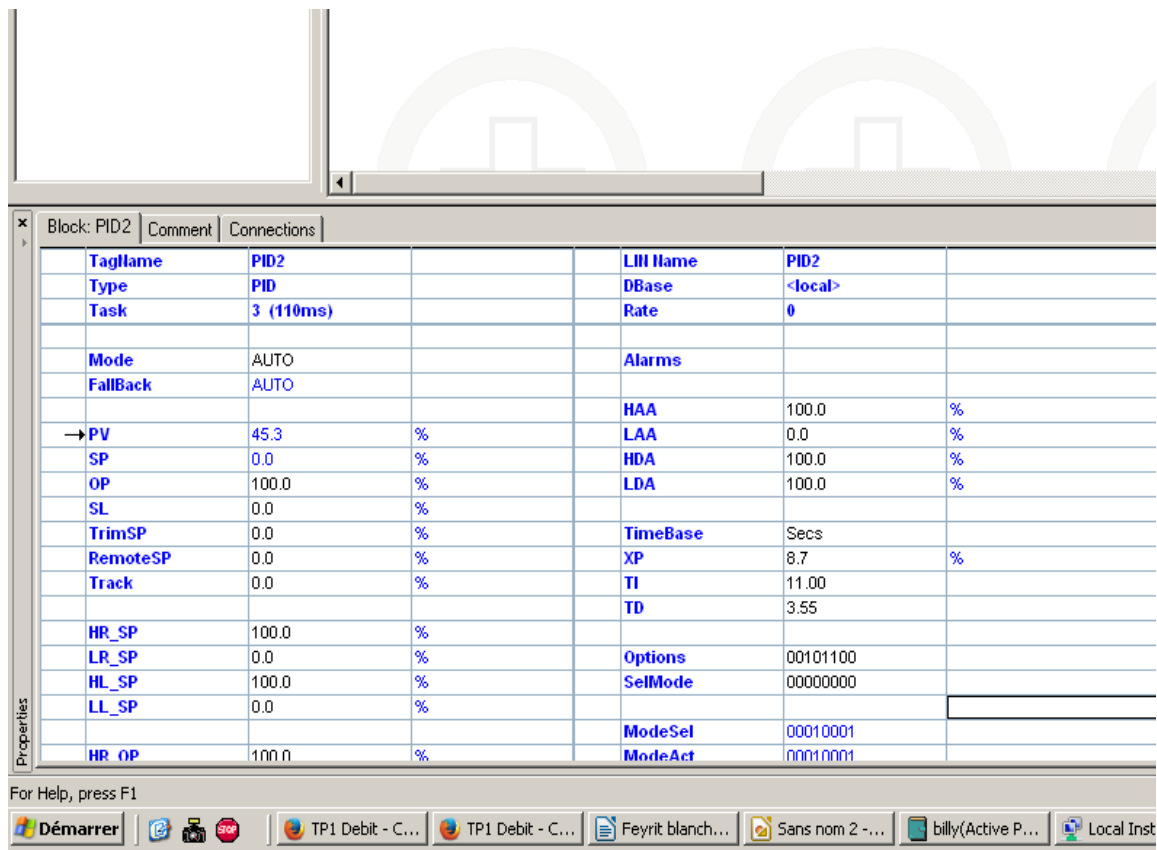 Block: PID2 Comment Connections
TagName PID2 LIN Name PID2
Type PID DBase <local>
Task 3 (110ms) Rate 0
Mode AUTO Alarms
FallBack AUTO
HAA 100.0 %
PV 45.3 % LAA 0.0 %
SP 0.0 % HDA 100.0 %
OP 100.0 % LDA 100.0 %
SL 0.0 %
TrimSP 0.0 % TimeBase Secs
RemoteSP 0.0 % XP 8.7 %
Track 0.0 % TI 11.00
TD 3.55
HR_SP 100.0 %
LR_SP 0.0 % Options 00101100
HL_SP 100.0 % SelMode 00000000
LL_SP 0.0 %
ModeSel 00010001
HR_OP 100.0 % ModeAct 00010001
Properties
For Help, press F1
Démarrer STOP TP1 Debit - C... TP1 Debit - C... Feyrit blanch... Sans nom 2 -... billy(Active P... Local Inst